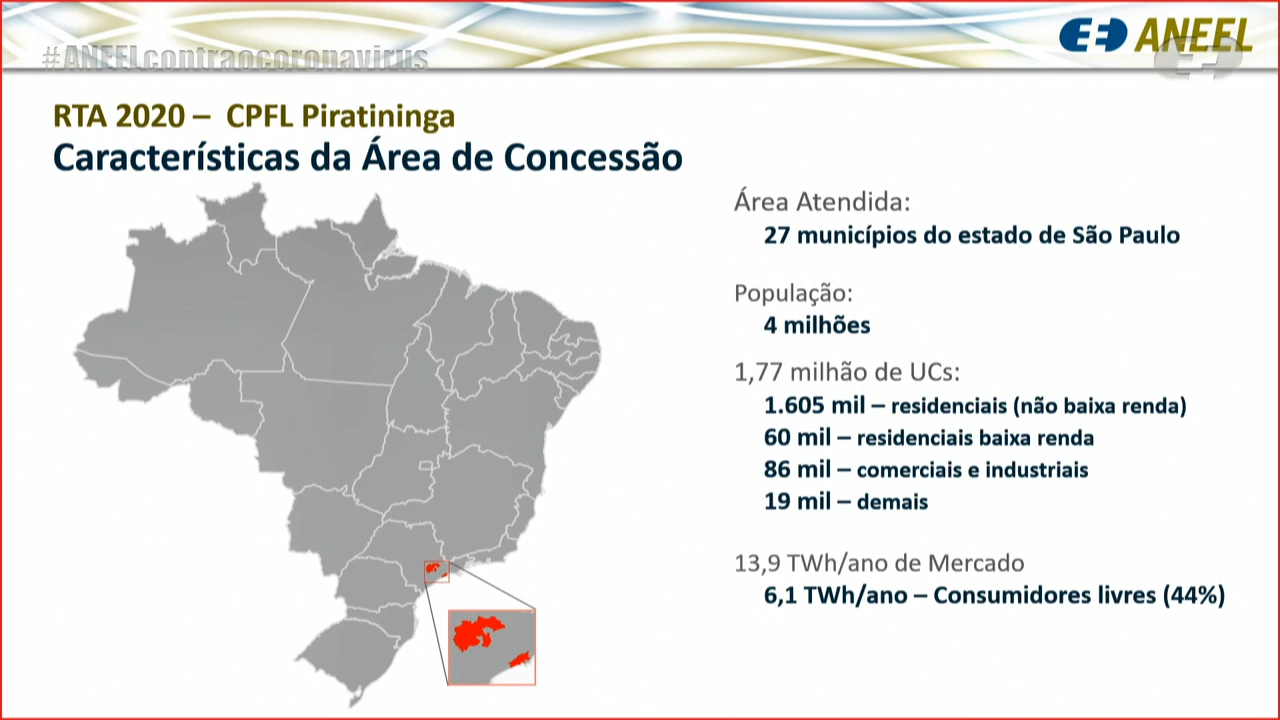 #ANEELcontraocoronavirus
ANEEL
RTA 2020 – CPFL Piratininga
Características da Área de Concessão
Área Atendida:
27 municípios do estado de São Paulo
População:
4 milhões
1,77 milhão de UCs:
1.605 mil – residenciais (não baixa renda)
60 mil – residenciais baixa renda
86 mil – comerciais e industriais
19 mil – demais
13,9 TWh/ano de Mercado
6,1 TWh/ano – Consumidores livres (44%)